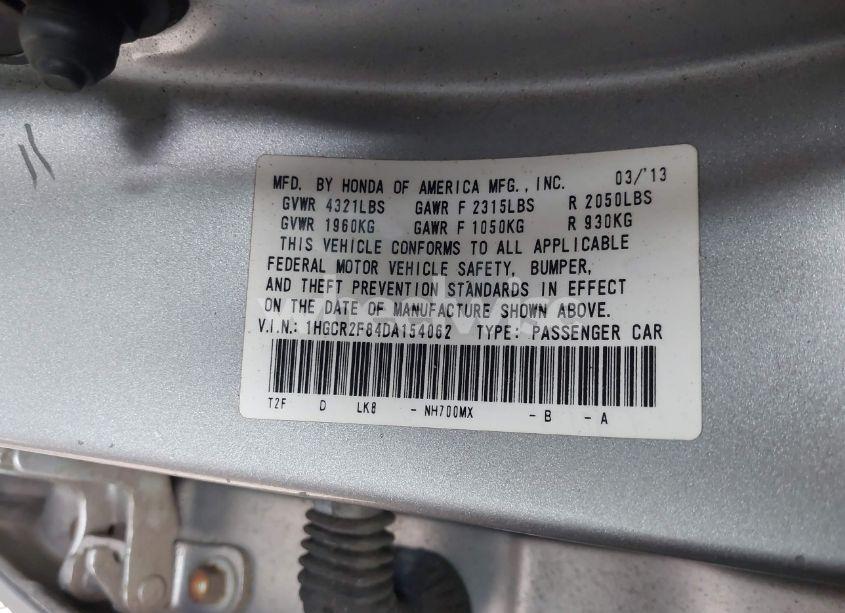 MFD. BY HONDA OF AMERICA MFG., INC. 03/'13
GVWR 4321LBS GAWR F 2315LBS R 2050LBS
GVWR 1960KG GAWR F 1050KG R 930KG
THIS VEHICLE CONFORMS TO ALL APPLICABLE
FEDERAL MOTOR VEHICLE SAFETY, BUMPER,
AND THEFT PREVENTION STANDARDS IN EFFECT
ON THE DATE OF MANUFACTURE SHOWN ABOVE.
V.I.N.: 1HGCR2F84DA154062 TYPE: PASSENGER CAR
T2F D LK8 - NH700MX - B - A